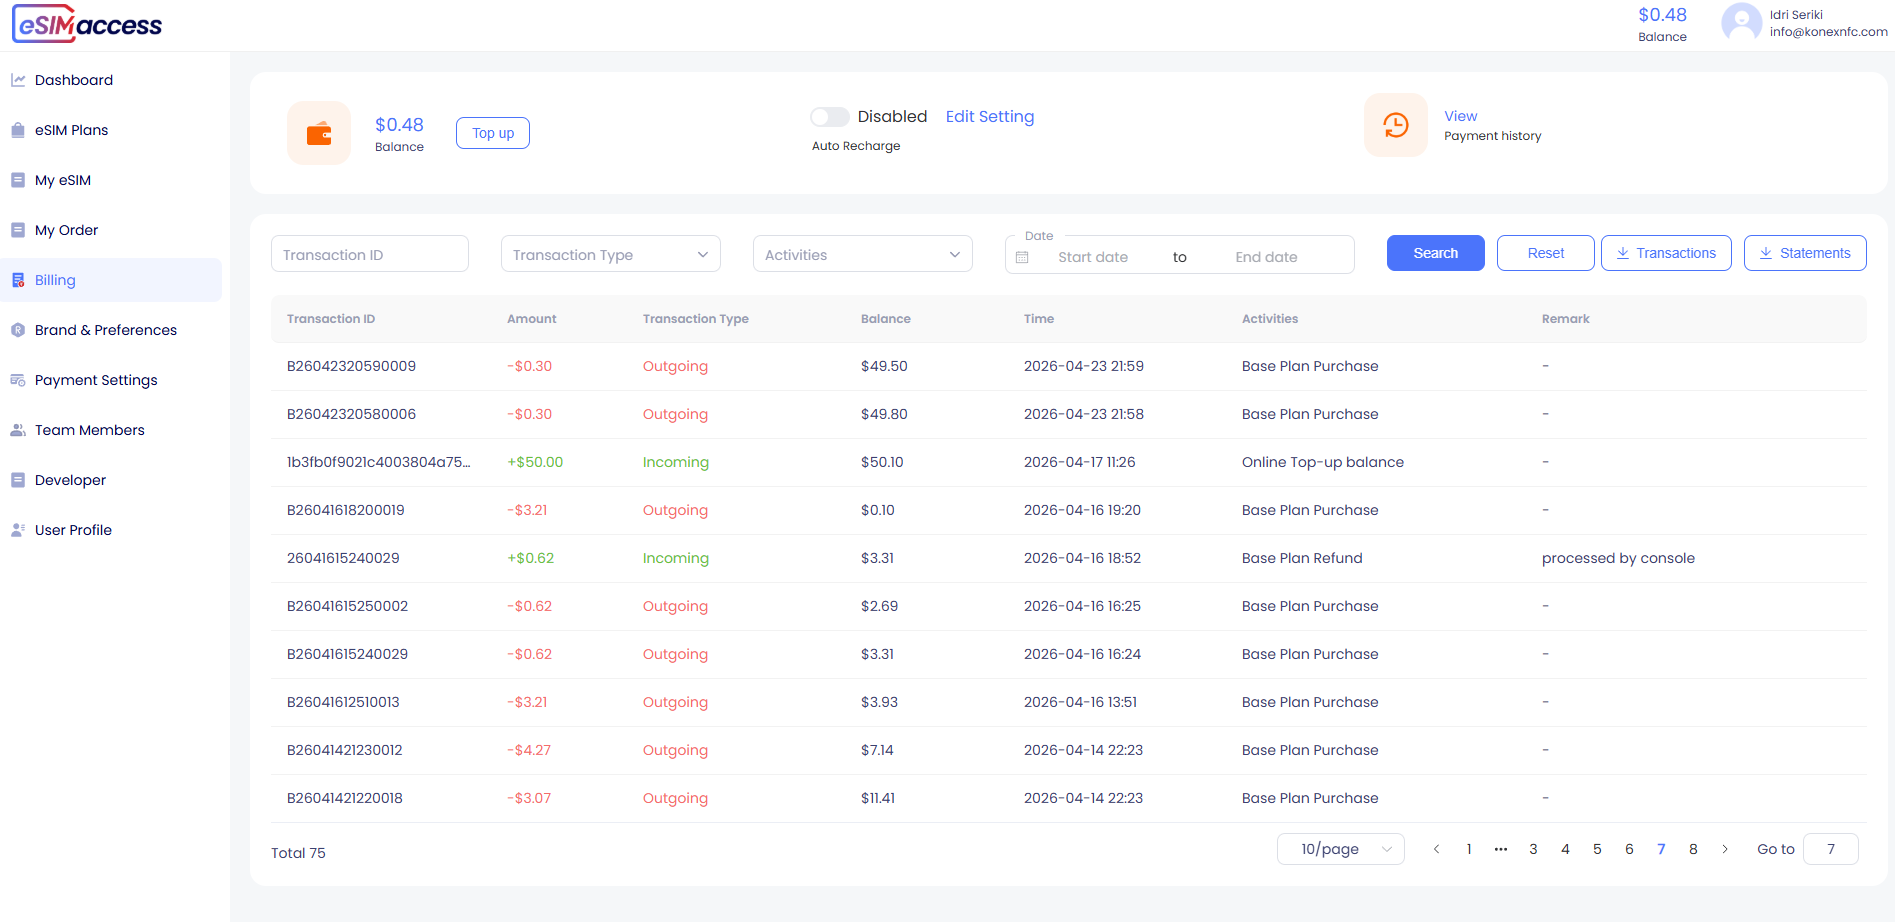 eSIMaccess
$0.48
Balance
Idri Seriki
info@konexnfc.com
Dashboard
eSIM Plans
My eSIM
My Order
Billing
Brand & Preferences
Payment Settings
Team Members
Developer
User Profile
$0.48
Balance
Top up
Disabled Edit Setting
Auto Recharge
View
Payment history
Transaction ID Transaction Type Activities Date Start date to End date Search Reset Transactions Statements
Transaction ID Amount Transaction Type Balance Time Activities Remark
B26042320590009 -$0.30 Outgoing $49.50 2026-04-23 21:59 Base Plan Purchase -
B26042320580006 -$0.30 Outgoing $49.80 2026-04-23 21:58 Base Plan Purchase -
1b3fb0f9021c4003804a75... +$50.00 Incoming $50.10 2026-04-17 11:26 Online Top-up balance -
B26041618200019 -$3.21 Outgoing $0.10 2026-04-16 19:20 Base Plan Purchase -
26041615240029 +$0.62 Incoming $3.31 2026-04-16 18:52 Base Plan Refund processed by console
B26041615250002 -$0.62 Outgoing $2.69 2026-04-16 16:25 Base Plan Purchase -
B26041615240029 -$0.62 Outgoing $3.31 2026-04-16 16:24 Base Plan Purchase -
B26041612510013 -$3.21 Outgoing $3.93 2026-04-16 13:51 Base Plan Purchase -
B26041421230012 -$4.27 Outgoing $7.14 2026-04-14 22:23 Base Plan Purchase -
B26041421220018 -$3.07 Outgoing $11.41 2026-04-14 22:23 Base Plan Purchase -
Total 75 10/page < 1 ••• 3 4 5 6 7 8 > Go to 7